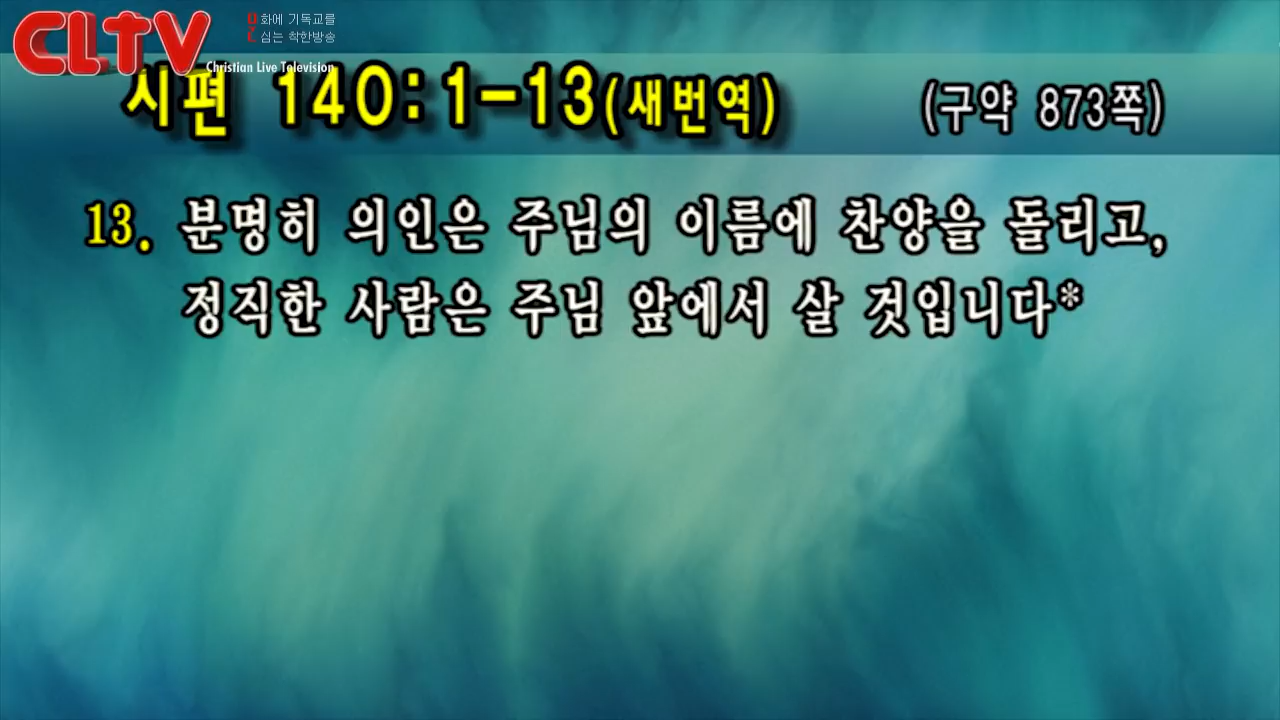 CLTV
문화에 기독교를
심는 착한방송
Christian Live Television
시편 140:1-13(새번역) (구약 873쪽)
13. 분명히 의인은 주님의 이름에 찬양을 돌리고,
정직한 사람은 주님 앞에서 살 것입니다*